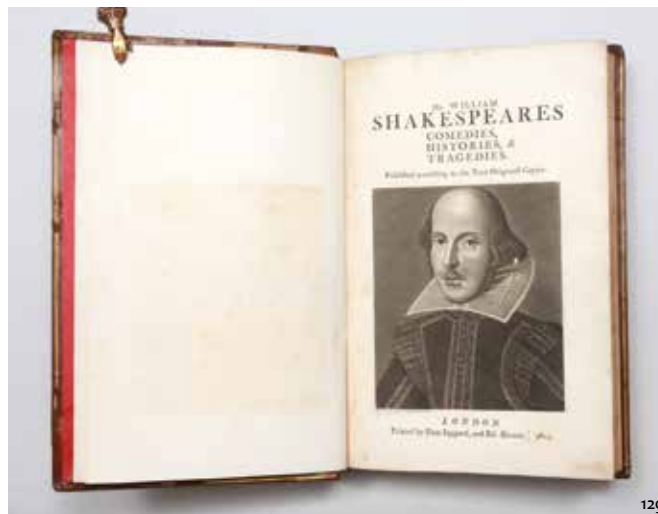 Mr. WILLIAM
SHAKESPEARES
COMEDIES,
HISTORIES, &
TRAGEDIES.
Published according to the True Originall Copies.
LONDON
Printed by Isaac Iaggard, and Ed. Blount. 1623
129